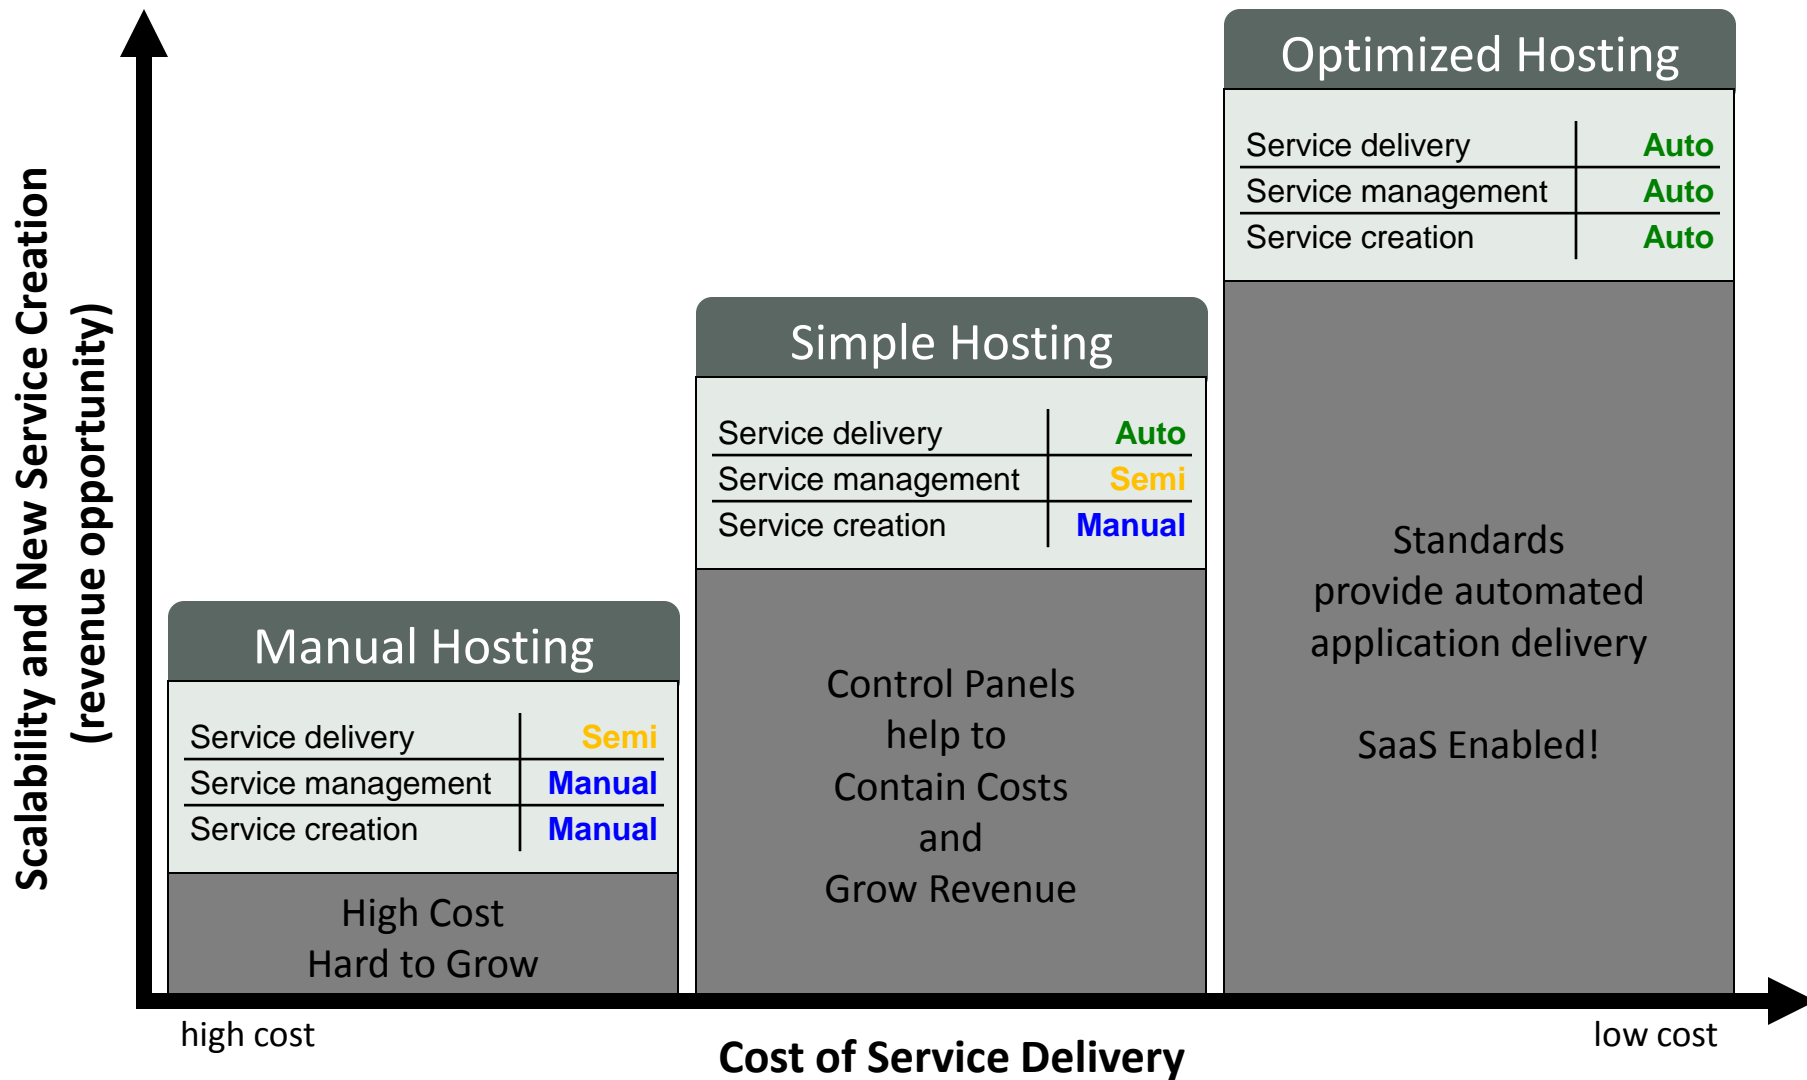 Scalability and New Service Creation
(revenue opportunity)
Manual Hosting
Service delivery Semi
Service management Manual
Service creation Manual
High Cost
Hard to Grow
Simple Hosting
Service delivery Auto
Service management Semi
Service creation Manual
Control Panels
help to
Contain Costs
and
Grow Revenue
Optimized Hosting
Service delivery Auto
Service management Auto
Service creation Auto
Standards
provide automated
application delivery
SaaS Enabled!
high cost
low cost
Cost of Service Delivery